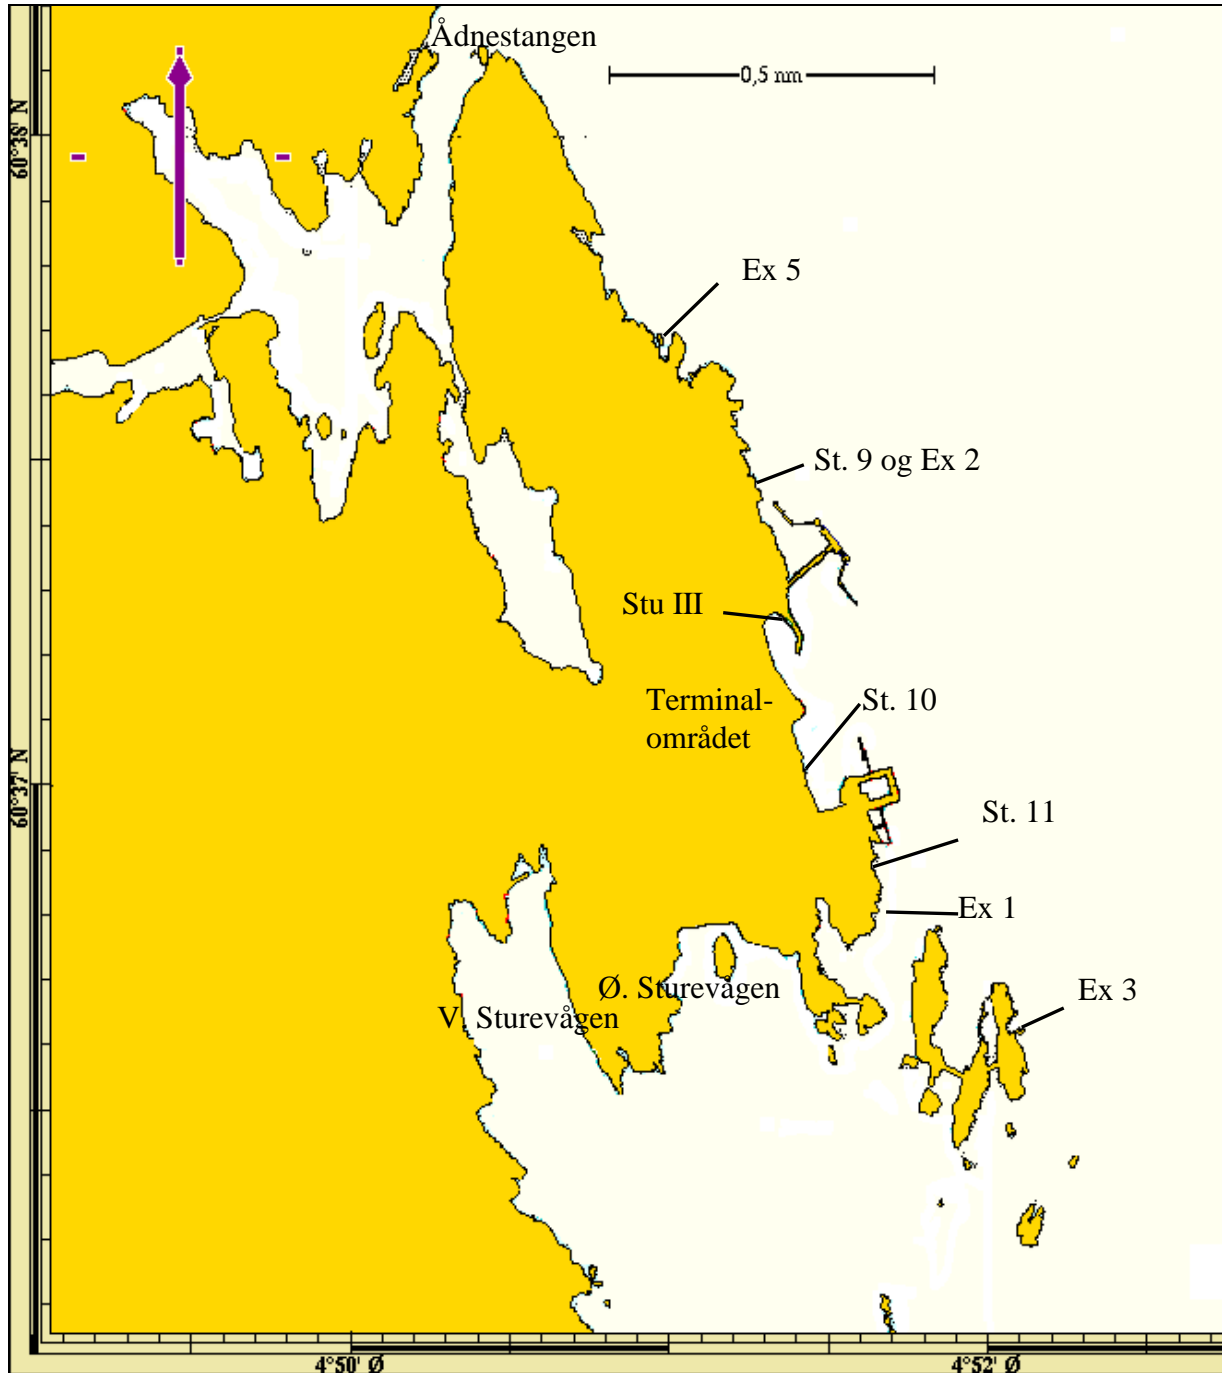 Ådnestangen
0,5 nm
60°38' N
Ex 5
St. 9 og Ex 2
Stu III
Terminal-
området
St. 10
60°37' N
St. 11
Ex 1
Ø. Sturevågen
Ex 3
V. Sturevågen
4°50' Ø
4°52' Ø